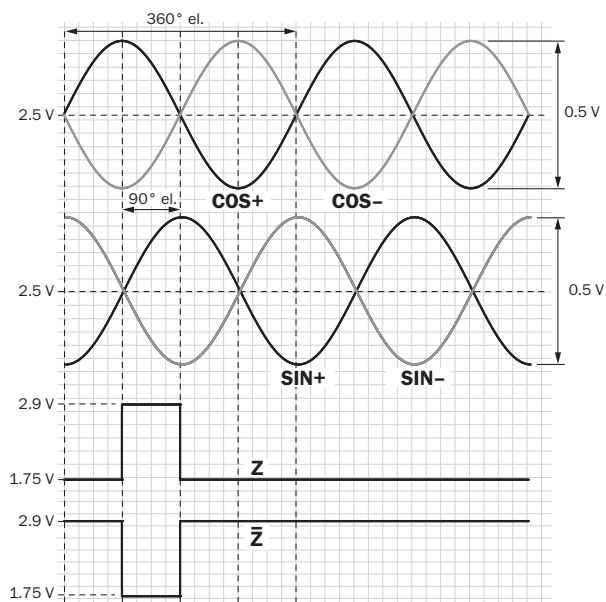 360° el.
2.5 V
0.5 V
90° el.
COS+
COS–
2.5 V
0.5 V
SIN+
SIN–
2.9 V
1.75 V
Z
2.9 V
Z̅
1.75 V